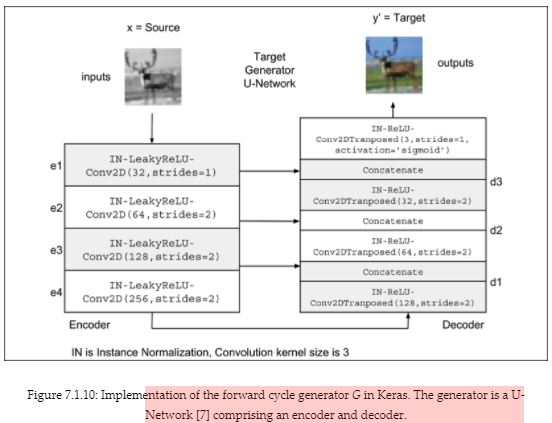 x = Source
y' = Target
inputs
Target
Generator
U-Network
outputs
e1
IN-LeakyReLU-
Conv2D(32,strides=1)
e2
IN-LeakyReLU-
Conv2D(64,strides=2)
e3
IN-LeakyReLU-
Conv2D(128,strides=2)
e4
IN-LeakyReLU-
Conv2D(256,strides=2)
Encoder
IN-ReLU-
Conv2DTranposed(3,strides=1,
activation='sigmoid')
Concatenate
d3
IN-ReLU-
Conv2DTranposed(32,strides=2)
Concatenate
d2
IN-ReLU-
Conv2DTranposed(64,strides=2)
Concatenate
d1
IN-ReLU-
Conv2DTransposed(128,strides=2)
Decoder
IN is Instance Normalization, Convolution kernel size is 3
Figure 7.1.10: Implementation of the forward cycle generator G in Keras. The generator is a U-
Network [7] comprising an encoder and decoder.